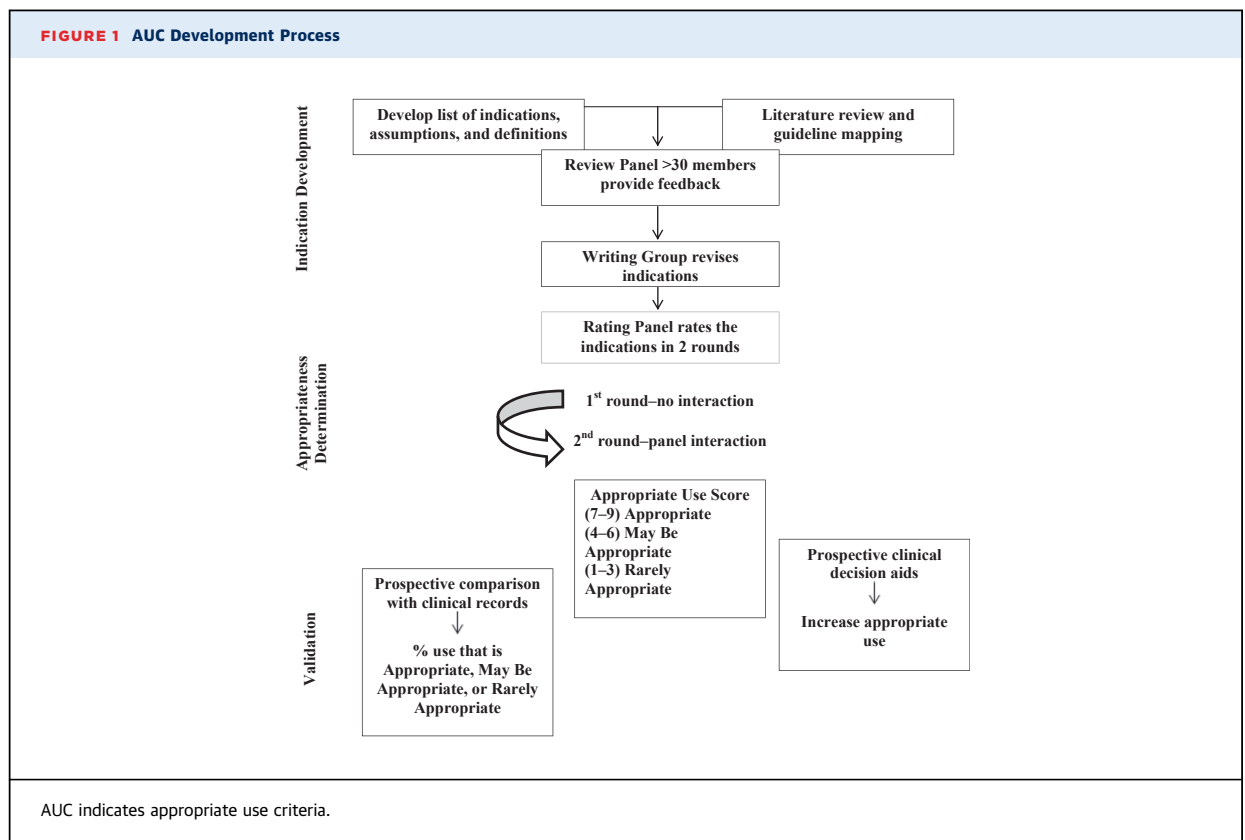 FIGURE 1 AUC Development Process
Indication Development
Develop list of indications,
assumptions, and definitions
Literature review and
guideline mapping
Review Panel >30 members
provide feedback
Writing Group revises
indications
Appropriateness
Determination
Rating Panel rates the
indications in 2 rounds
1st round–no interaction
2nd round–panel interaction
Appropriate Use Score
(7–9) Appropriate
(4–6) May Be
Appropriate
(1–3) Rarely
Appropriate
Validation
Prospective comparison
with clinical records
% use that is
Appropriate, May Be
Appropriate, or Rarely
Appropriate
Prospective clinical
decision aids
Increase appropriate
use
AUC indicates appropriate use criteria.